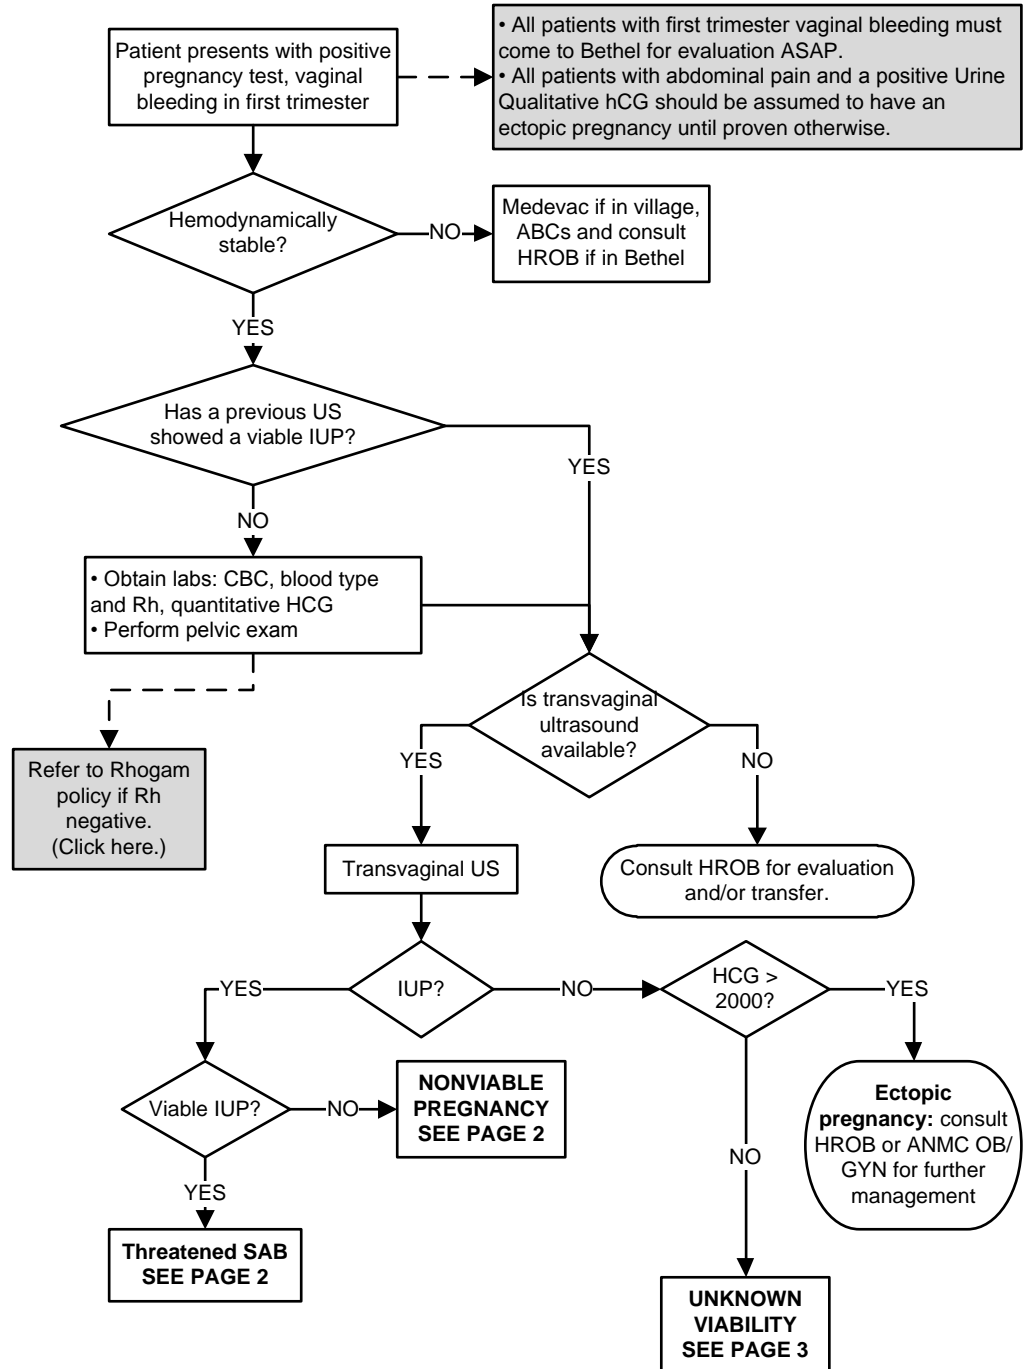 Patient presents with positive
pregnancy test, vaginal
bleeding in first trimester
• All patients with first trimester vaginal bleeding must
come to Bethel for evaluation ASAP.
• All patients with abdominal pain and a positive Urine
Qualitative hCG should be assumed to have an
ectopic pregnancy until proven otherwise.
Hemodynamically
stable?
NO
Medevac if in village,
ABCs and consult
HROB if in Bethel
YES
Has a previous US
showed a viable IUP?
YES
NO
• Obtain labs: CBC, blood type
and Rh, quantitative HCG
• Perform pelvic exam
Is transvaginal
ultrasound
available?
YES
NO
Refer to Rhogam
policy if Rh
negative.
(Click here.)
Transvaginal US
Consult HROB for evaluation
and/or transfer.
IUP?
YES
NO
HCG >
2000?
YES
Viable IUP?
NO
NONVIABLE
PREGNANCY
SEE PAGE 2
Ectopic
pregnancy: consult
HROB or ANMC OB/
GYN for further
management
NO
YES
Threatened SAB
SEE PAGE 2
UNKNOWN
VIABILITY
SEE PAGE 3